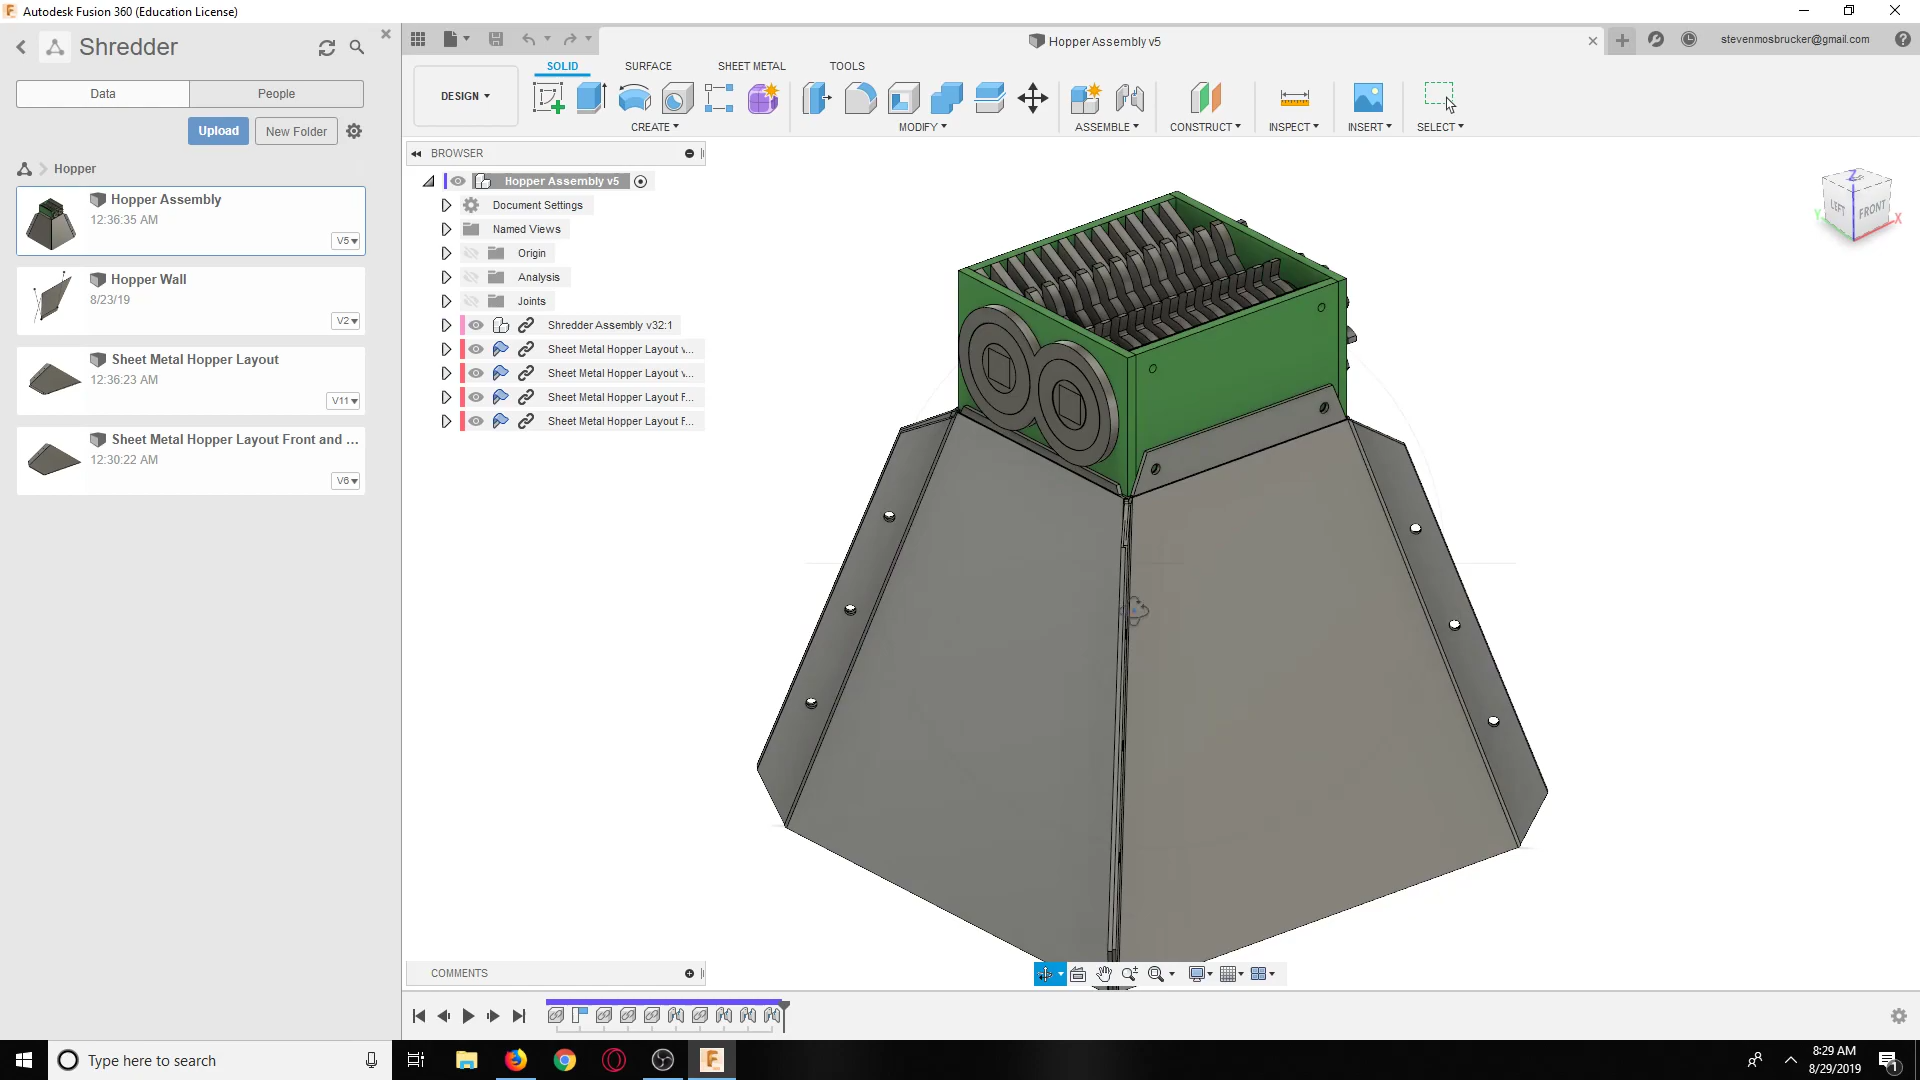 Autodesk Fusion 360 (Education License)
Shredder
Data
People
Upload
New Folder
Hopper
Hopper Assembly
12:36:35 AM
V5
Hopper Wall
8/23/19
V2
Sheet Metal Hopper Layout
12:36:23 AM
V11
Sheet Metal Hopper Layout Front and ...
12:30:22 AM
V6
Hopper Assembly v5
stevenmosbrucker@gmail.com
DESIGN
SOLID
SURFACE
SHEET METAL
TOOLS
CREATE
MODIFY
ASSEMBLE
CONSTRUCT
INSPECT
INSERT
SELECT
BROWSER
Hopper Assembly v5
Document Settings
Named Views
Origin
Analysis
Joints
Shredder Assembly v32:1
Sheet Metal Hopper Layout v...
Sheet Metal Hopper Layout v...
Sheet Metal Hopper Layout F...
Sheet Metal Hopper Layout F...
Z
LEFT
FRONT
Y
X
COMMENTS
Type here to search
8:29 AM
8/29/2019
1